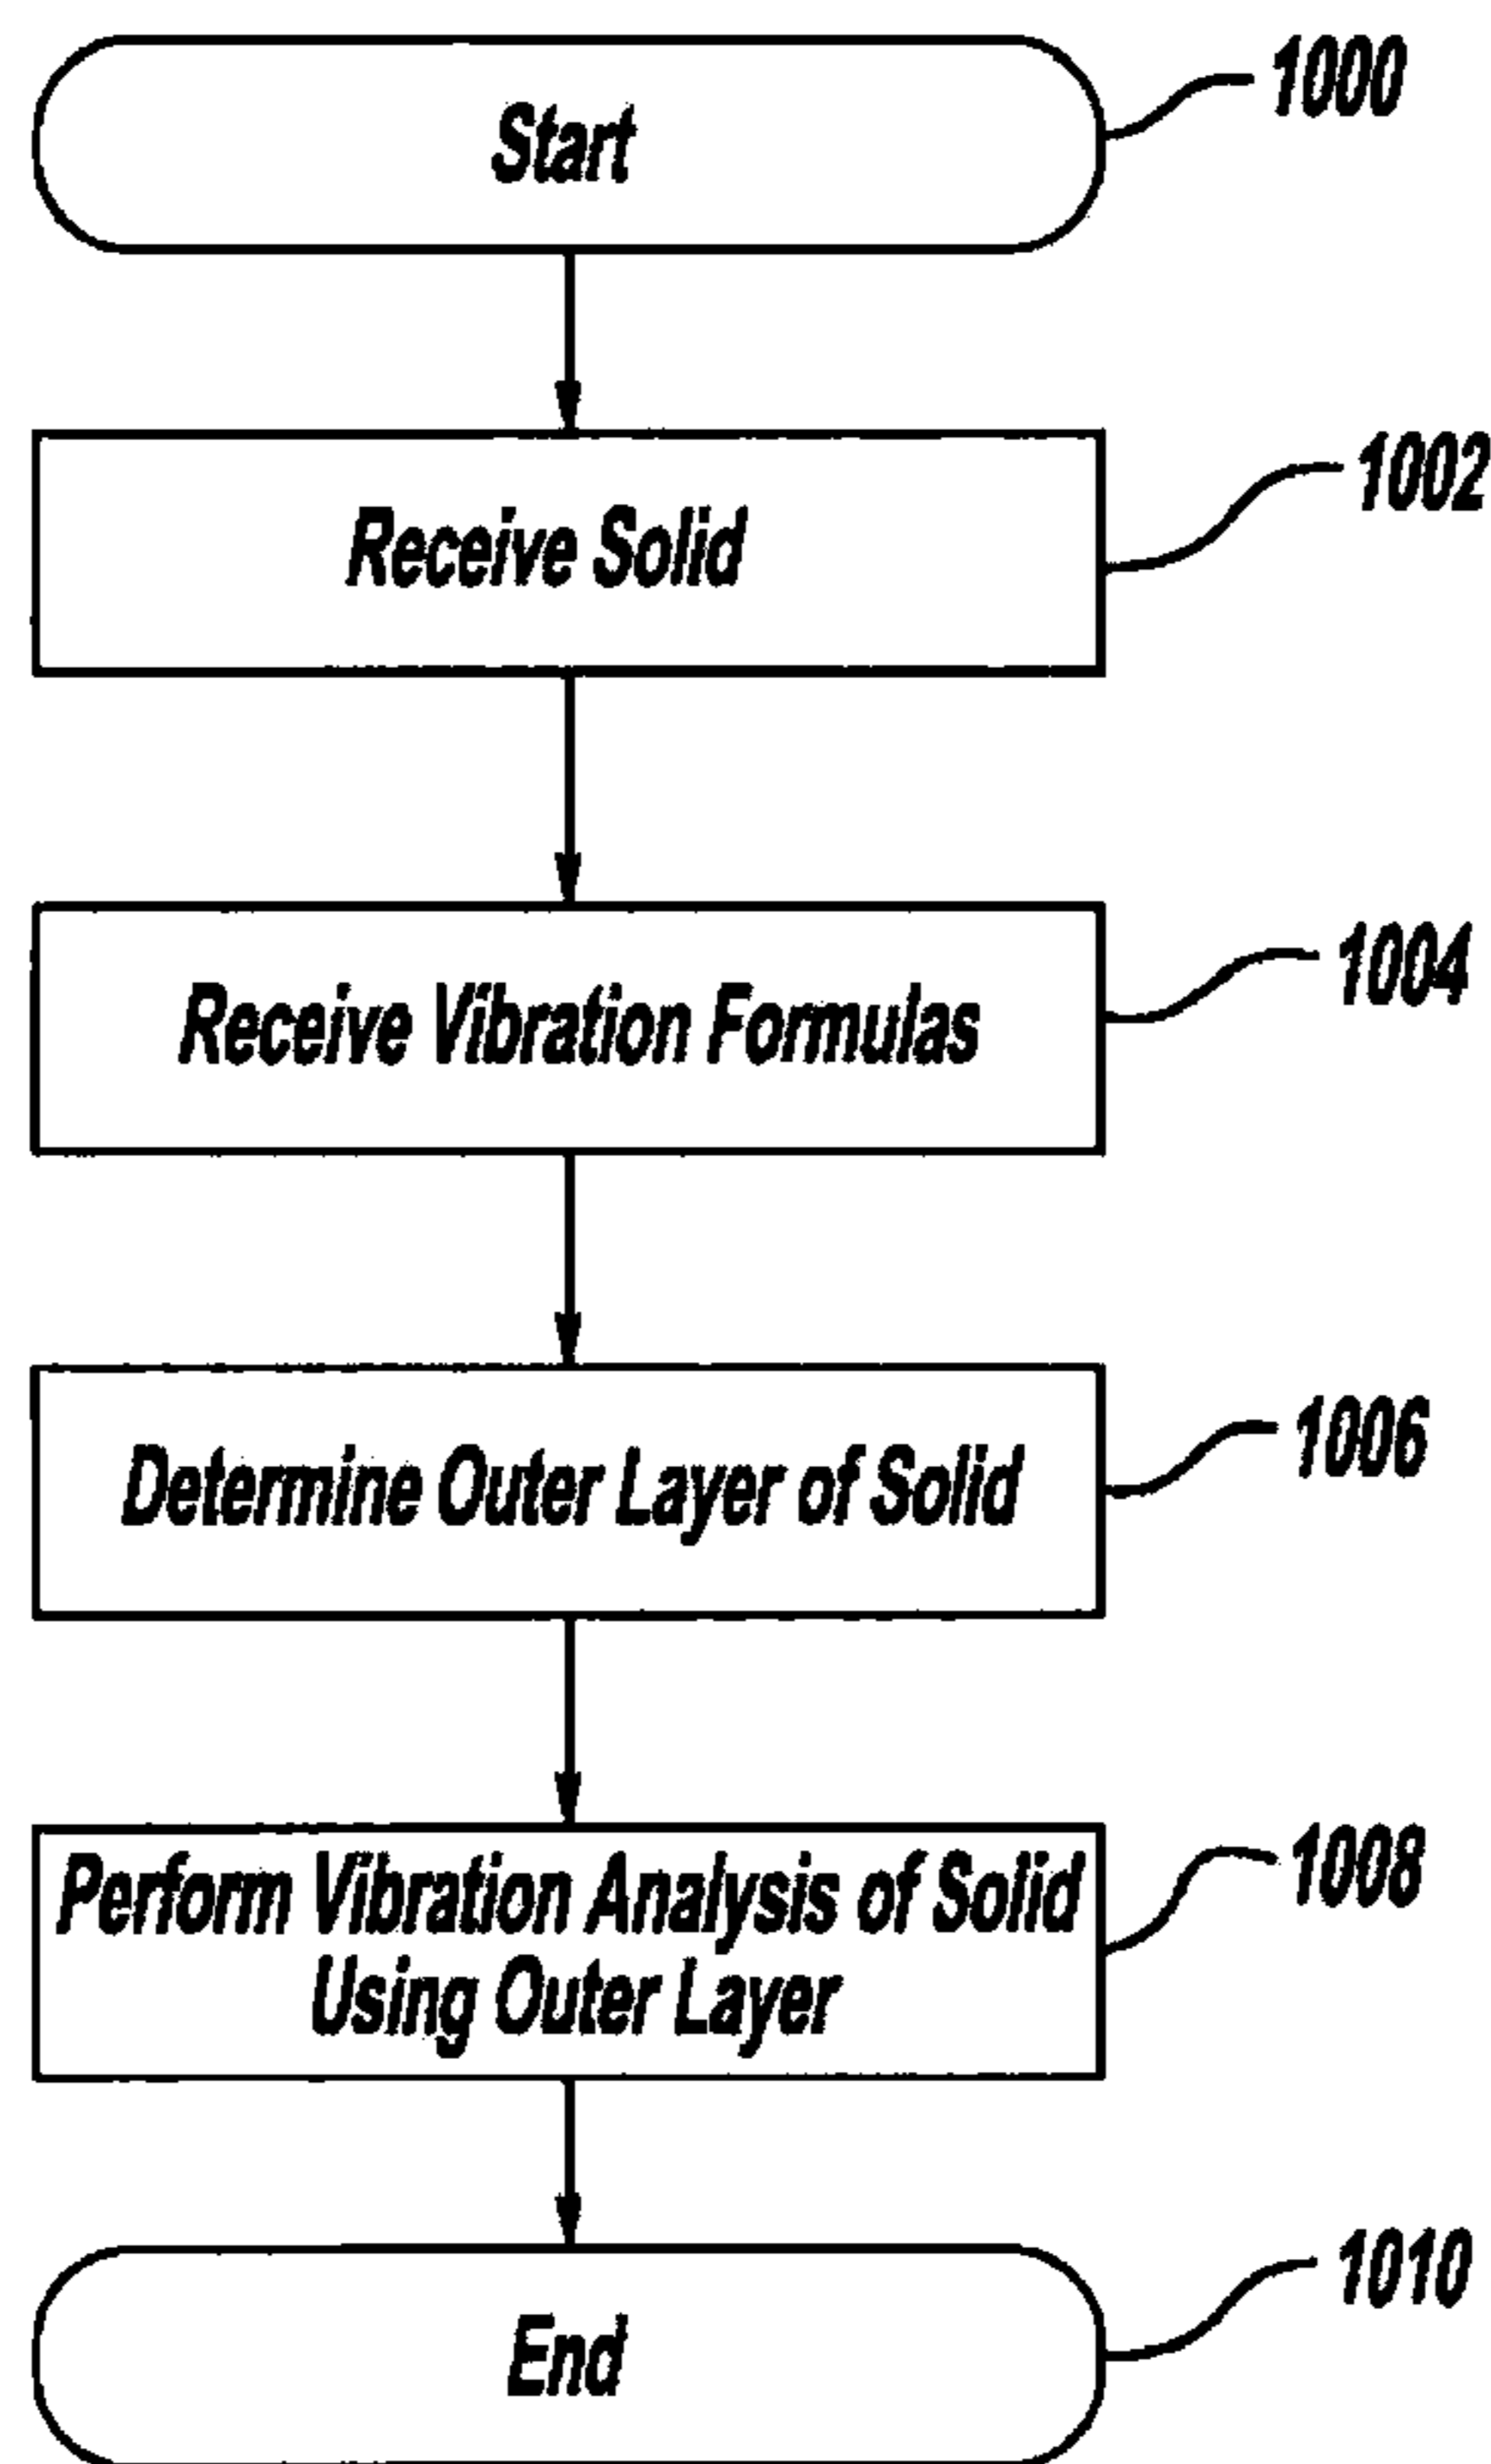 Start
1000
Receive Solid
1002
Receive Vibration Formulas
1004
Determine Outer Layer of Solid
1006
Perform Vibration Analysis of Solid
Using Outer Layer
1008
End
1010